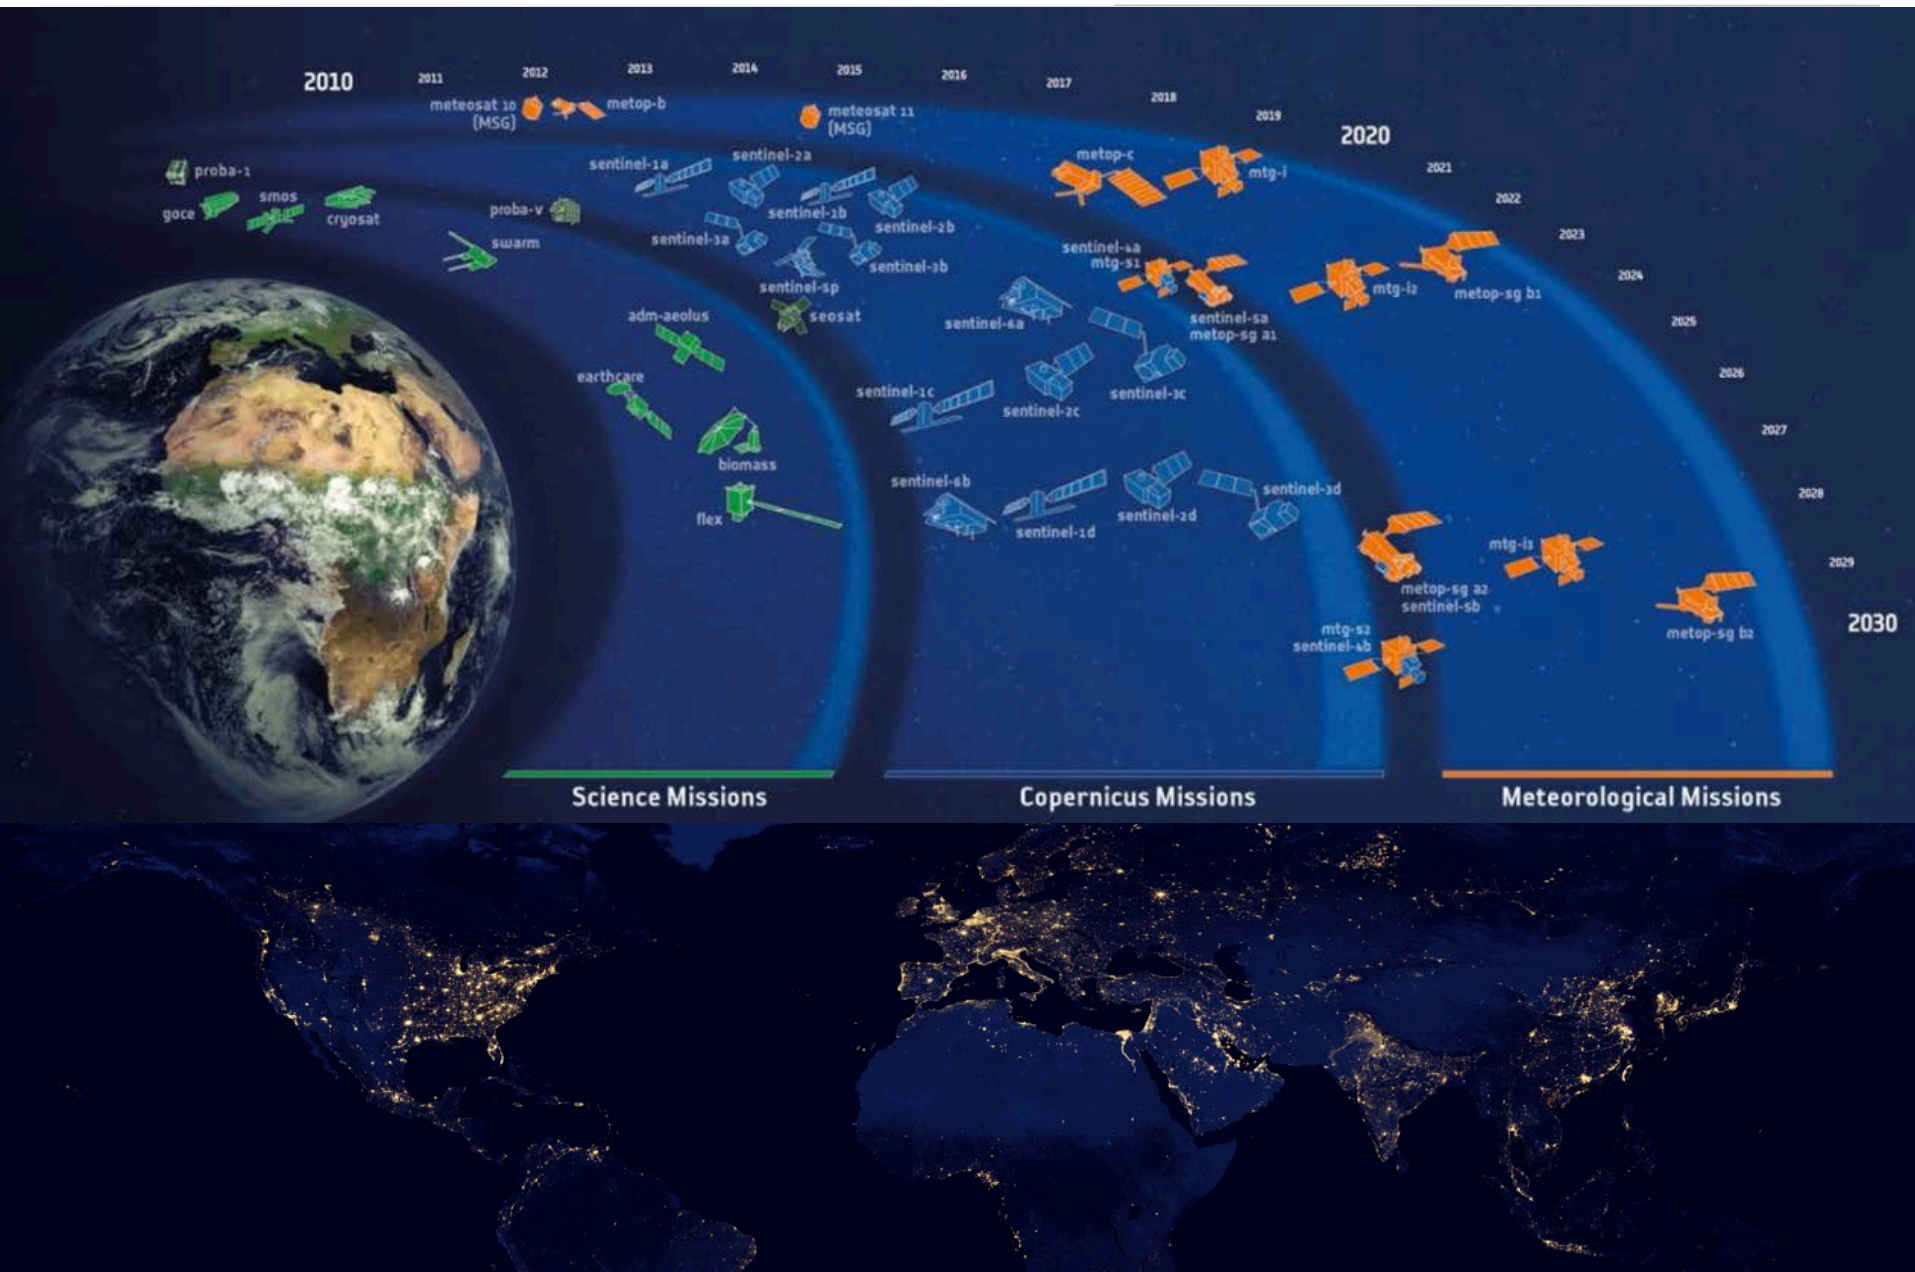 2010
2011
2012
2013
2014
2015
2016
2017
2018
2019
2020
2021
2022
2023
2024
2025
2026
2027
2028
2029
2030
meteosat 10
(MSG)
metop-b
meteosat 11
(MSG)
metop-c
mtg-i
proba-1
goce
smos
cryosat
proba-v
swarm
sentinel-1a
sentinel-2a
sentinel-1b
sentinel-2b
sentinel-3a
sentinel-3b
sentinel-5p
seosat
adm-aeolus
earthcare
biomass
flex
sentinel-4a
mtg-s1
sentinel-5a
metop-sg a1
mtg-i2
metop-sg b1
sentinel-6a
sentinel-1c
sentinel-2c
sentinel-3c
sentinel-6b
sentinel-1d
sentinel-2d
sentinel-3d
metop-sg a2
sentinel-5b
mtg-i3
metop-sg b2
mtg-s2
sentinel-4b
Science Missions
Copernicus Missions
Meteorological Missions